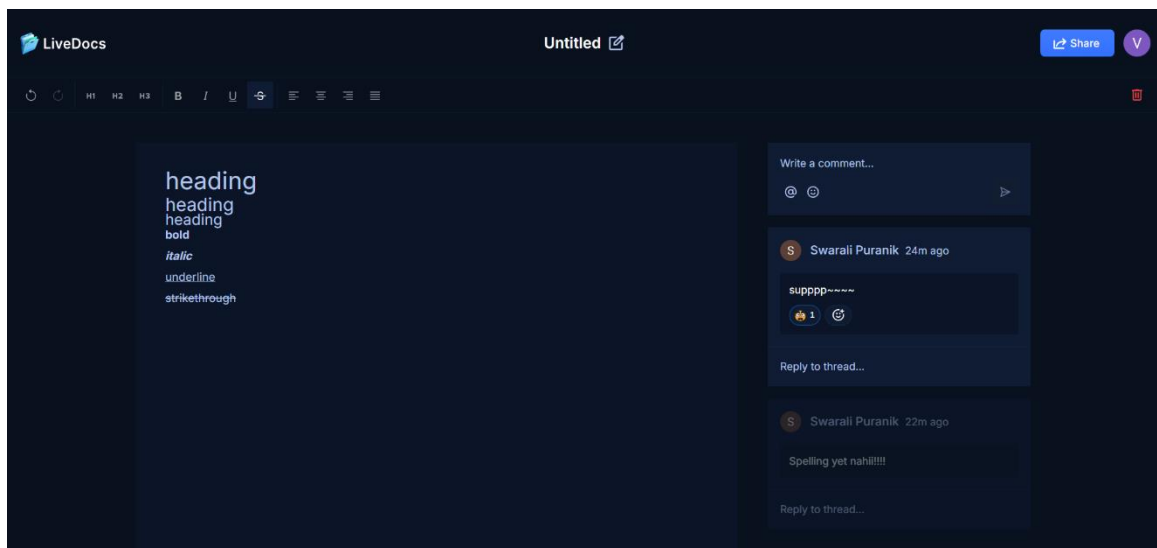 LiveDocs
Untitled
Share
V
H1 H2 H3 B I U S
heading
heading
heading
bold
italic
underline
strikethrough
Write a comment...
@
S Swarali Puranik 24m ago
supppp~~~~
1
Reply to thread...
S Swarali Puranik 22m ago
Spelling yet nahii!!!!
Reply to thread...